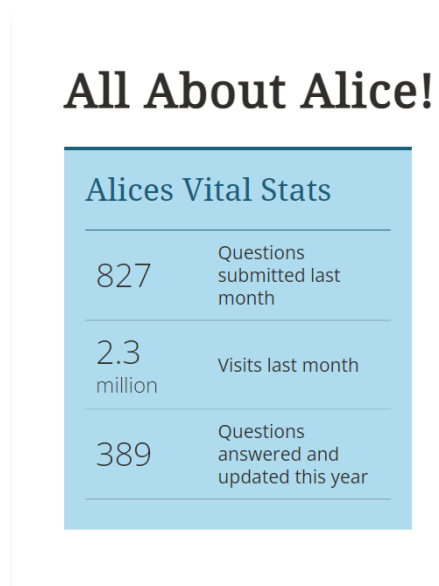 All About Alice!
Alices Vital Stats
827
Questions
submitted last
month
2.3
million
Visits last month
389
Questions
answered and
updated this year